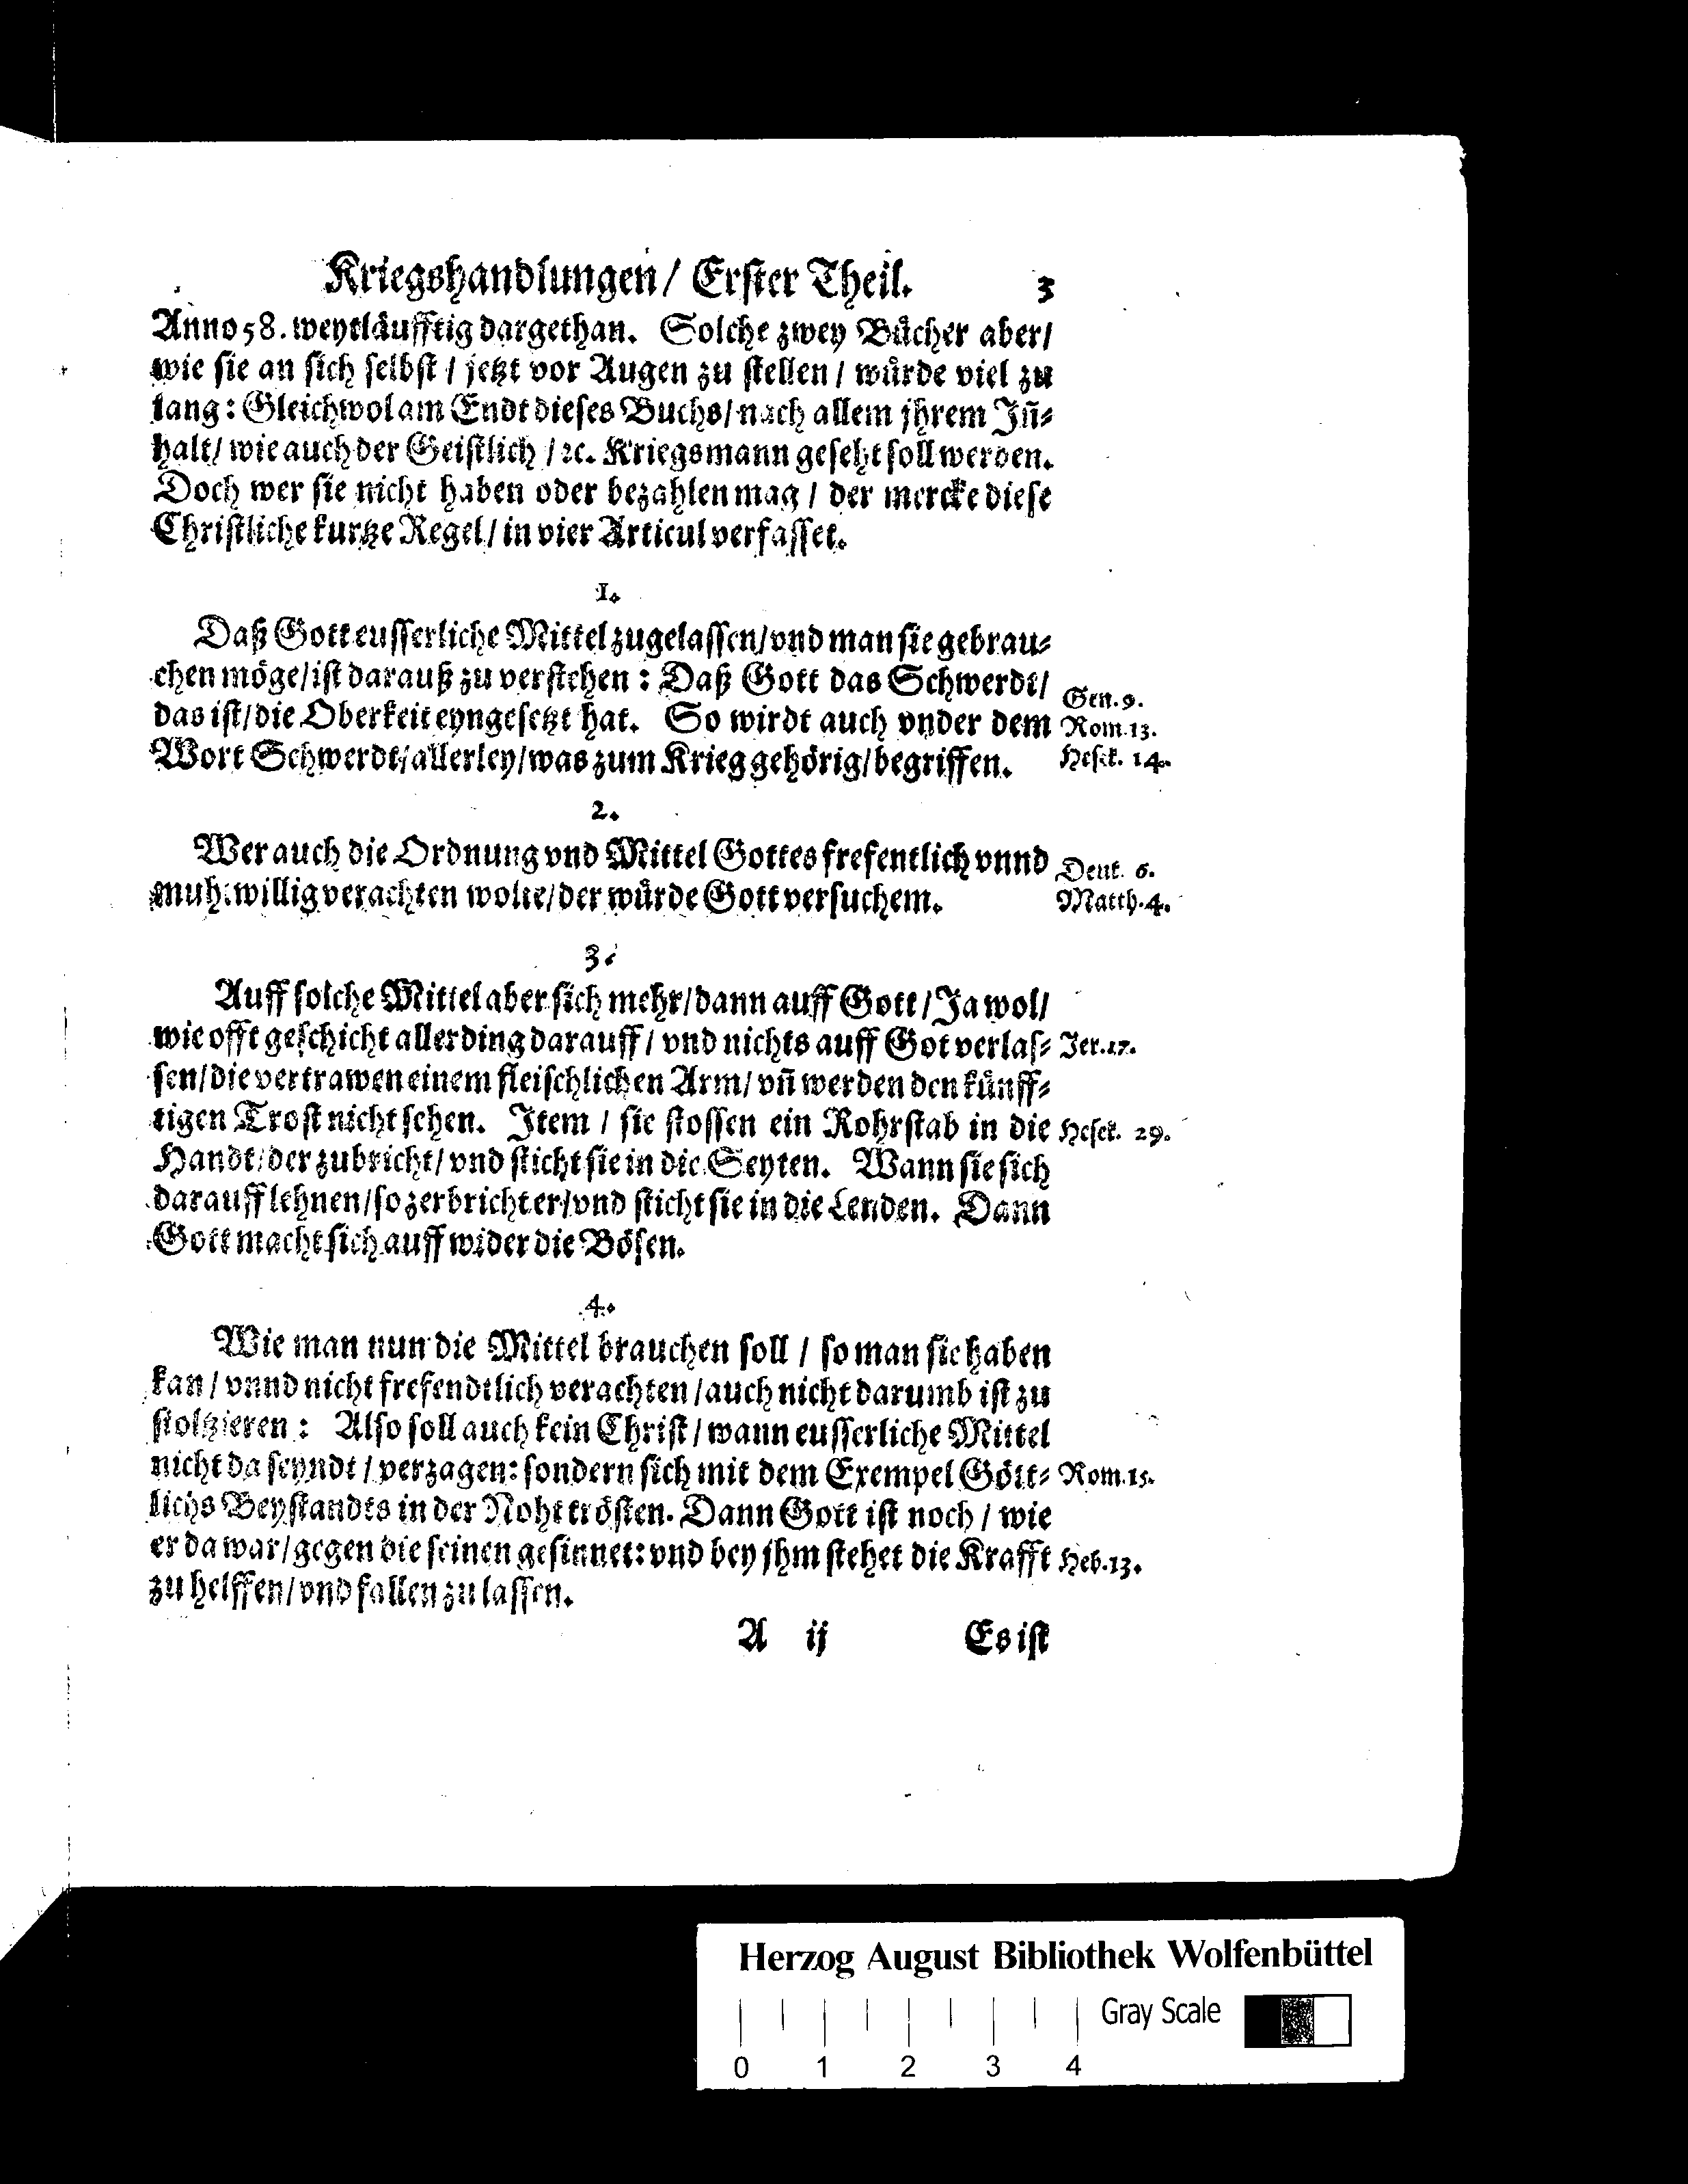 Kriegshandlungen / Erster Theil. 3
Anno 58. weytläufftig dargethan. Solche zwey Bücher aber /
wie sie an sich selbst / jetzt vor Augen zu stellen / würde viel zu
lang: Gleichwol am Endt dieses Buchs / nach allem jhrem Jñ-
halt / wie auch der Geistlich / ꝛc. Kriegsmann gesetzt soll werden.
Doch wer sie nicht haben oder bezahlen mag / der mercke diese
Christliche kurtze Regel / in vier Articul verfasset.
1.
Daß Gott eusserliche Mittel zugelassen / vnd man sie gebrau-
chen möge / ist darauß zu verstehen: Daß Gott das Schwerdt /
Gen. 9.
das ist / die Oberkeit eyngesetzt hat. So wirdt auch vnder dem
Rom. 13.
Wort Schwerdt / allerley / was zum Krieg gehörig / begriffen.
Hesek. 14.
2.
Wer auch die Ordnung vnd Mittel Gottes frefentlich vnnd
Deut. 6.
muhtwillig verachten wolte / der würde Gott versuchem.
Matth. 4.
3.
Auff solche Mittel aber sich mehr / dann auff Gott / Ja wol /
wie offt geschicht allerding darauff / vnd nichts auff Got verlas-
Jer. 17.
sen / die vertrawen einem fleischlichen Arm / vñ werden den künff-
tigen Trost nicht sehen. Item / sie stossen ein Rohrstab in die
Hesek. 29.
Handt / der zubricht / vnd sticht sie in die Seyten. Wann sie sich
darauff lehnen / so zerbricht er / vnd sticht sie in die Lenden. Dann
Gott macht sich auff wider die Bösen.
4.
Wie man nun die Mittel brauchen soll / so man sie haben
kan / vnnd nicht frefendtlich verachten / auch nicht darumb ist zu
stoltzieren: Also soll auch kein Christ / wann eusserliche Mittel
nicht da seyndt / verzagen: sondern sich mit dem Exempel Gött-
Rom. 15.
lichs Beystandts in der Noht trösten. Dann Gott ist noch / wie
er da war / gegen die seinen gesinnet: vnd bey jhm stehet die Krafft
Heb. 13.
zu helffen / vnd fallen zu lassen.
A ij Es ist
Herzog August Bibliothek Wolfenbüttel
Gray Scale
0 1 2 3 4